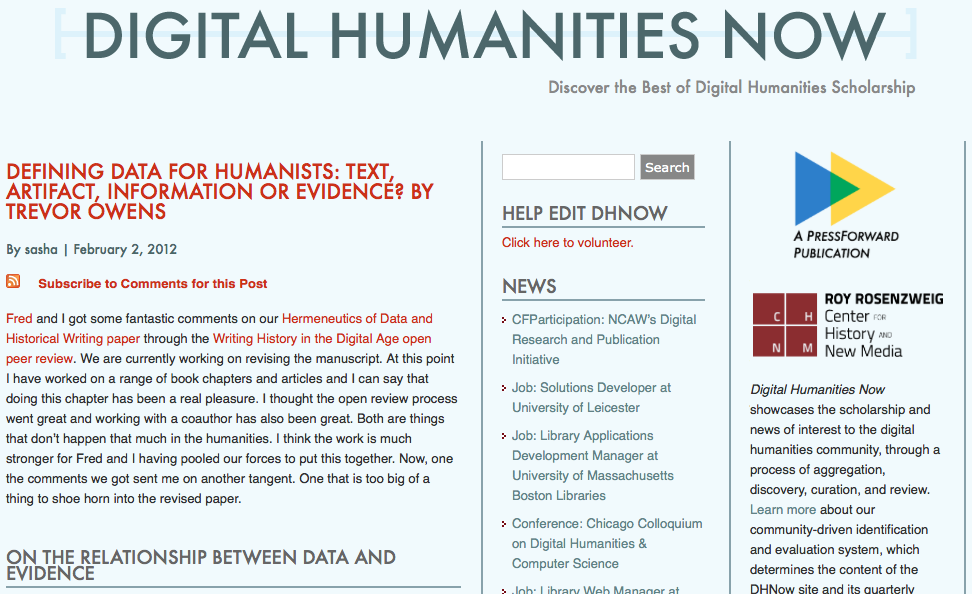 DIGITAL HUMANITIES NOW
Discover the Best of Digital Humanities Scholarship
DEFINING DATA FOR HUMANISTS: TEXT,
ARTIFACT, INFORMATION OR EVIDENCE? BY
TREVOR OWENS
By sasha | February 2, 2012
Subscribe to Comments for this Post
Fred and I got some fantastic comments on our Hermeneutics of Data and
Historical Writing paper through the Writing History in the Digital Age open
peer review. We are currently working on revising the manuscript. At this point
I have worked on a range of book chapters and articles and I can say that
doing this chapter has been a real pleasure. I thought the open review process
went great and working with a coauthor has also been great. Both are things
that don't happen that much in the humanities. I think the work is much
stronger for Fred and I having pooled our forces to put this together. Now, one
the comments we got sent me on another tangent. One that is too big of a
thing to shoe horn into the revised paper.
ON THE RELATIONSHIP BETWEEN DATA AND
EVIDENCE
Search
HELP EDIT DHNOW
Click here to volunteer.
NEWS
CFParticipation: NCAW's Digital
Research and Publication
Initiative
Job: Solutions Developer at
University of Leicester
Job: Library Applications
Development Manager at
University of Massachusetts
Boston Libraries
Conference: Chicago Colloquium
on Digital Humanities &
Computer Science
Job: Library Web Manager at
A PRESSFORWARD
PUBLICATION
C H
N M
ROY ROSENZWEIG
Center FOR
History AND
New Media
Digital Humanities Now
showcases the scholarship and
news of interest to the digital
humanities community, through a
process of aggregation,
discovery, curation, and review.
Learn more about our
community-driven identification
and evaluation system, which
determines the content of the
DHNow site and its quarterly